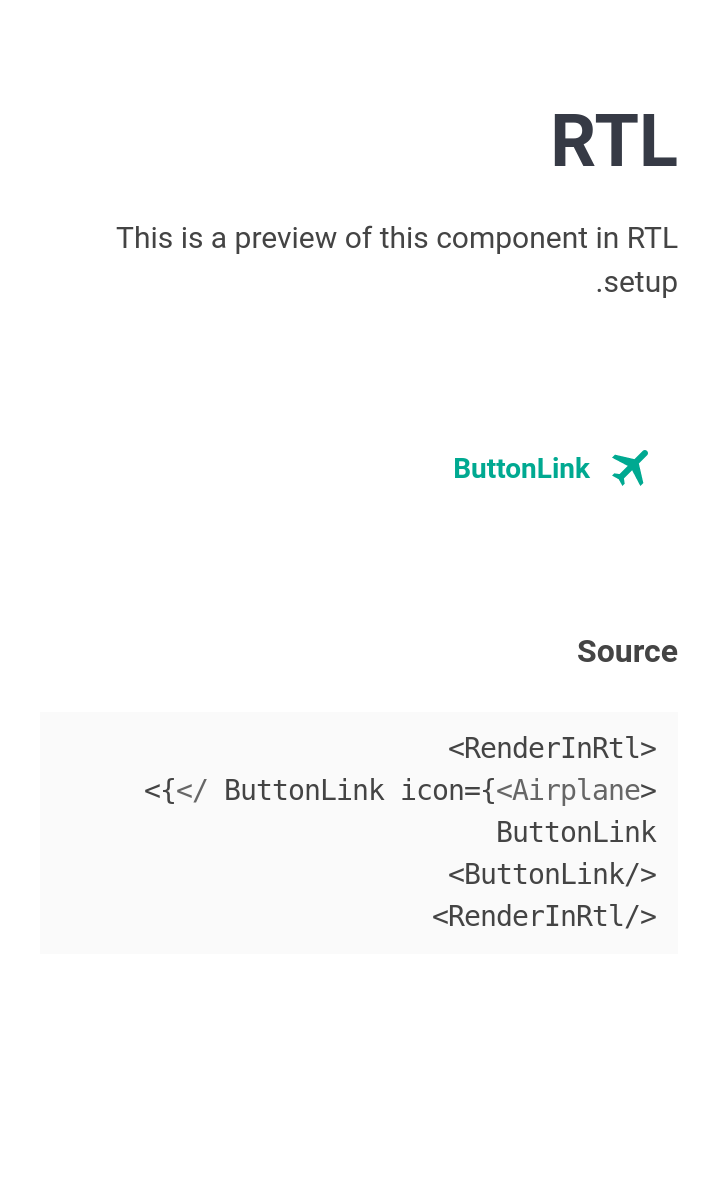 RTL
This is a preview of this component in RTL
.setup
ButtonLink
Source
<RenderInRtl>
<{</ ButtonLink icon={<Airplane>
ButtonLink
<ButtonLink/>
<RenderInRtl/>